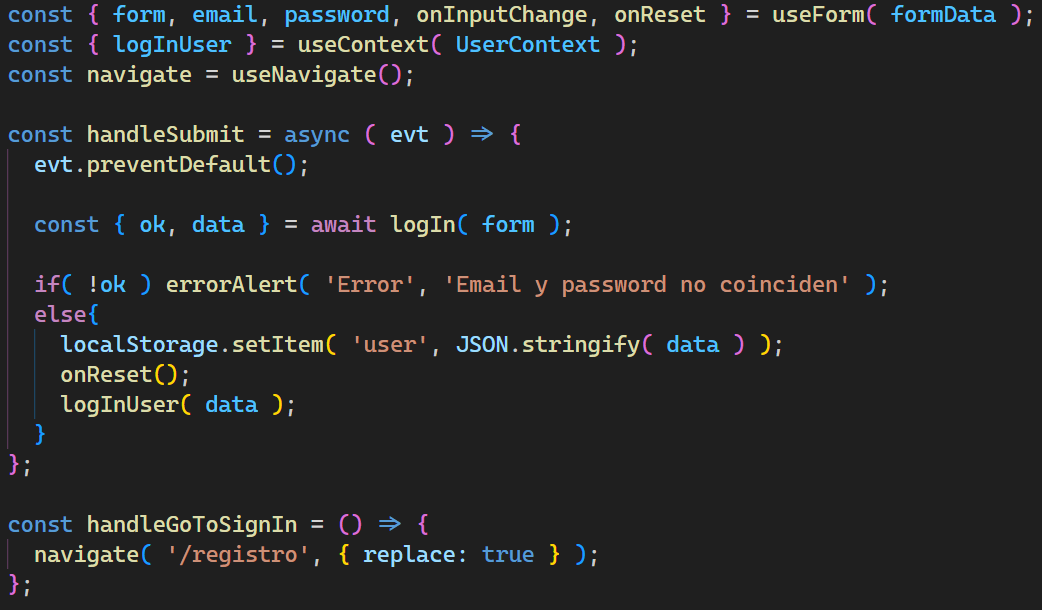 const { form, email, password, onInputChange, onReset } = useForm( formData );
const { logInUser } = useContext( UserContext );
const navigate = useNavigate();

const handleSubmit = async ( evt ) => {
  evt.preventDefault();

  const { ok, data } = await logIn( form );

  if( !ok ) errorAlert( 'Error', 'Email y password no coinciden' );
  else{
    localStorage.setItem( 'user', JSON.stringify( data ) );
    onReset();
    logInUser( data );
  }
};

const handleGoToSignIn = () => {
  navigate( '/registro', { replace: true } );
};